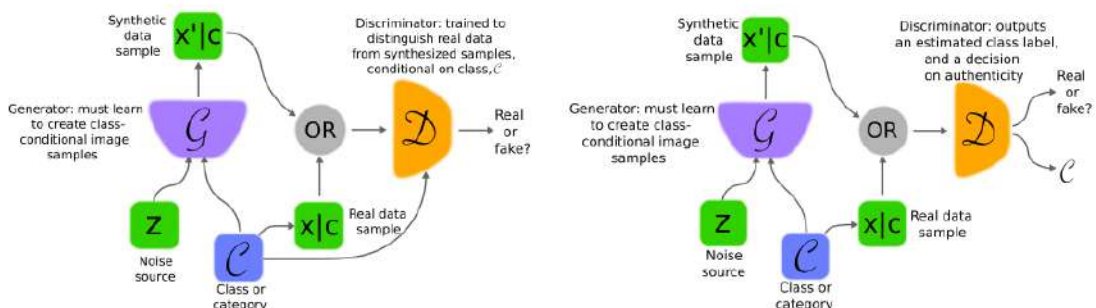 Synthetic
data
sample
x'|c
Discriminator: trained to
distinguish real data
from synthesized samples,
conditional on class,C
Generator: must learn
to create class-
conditional image
samples
G
OR
D
Real
or
fake?
z
Noise
source
C
Class or
category
x|c
Real data
sample
Synthetic
data
sample
x'|c
Discriminator: outputs
an estimated class label,
and a decision
on authenticity
Generator: must learn
to create class-
conditional image
samples
G
OR
D
Real
or
fake?
C
z
Noise
source
C
Class or
category
x|c
Real data
sample